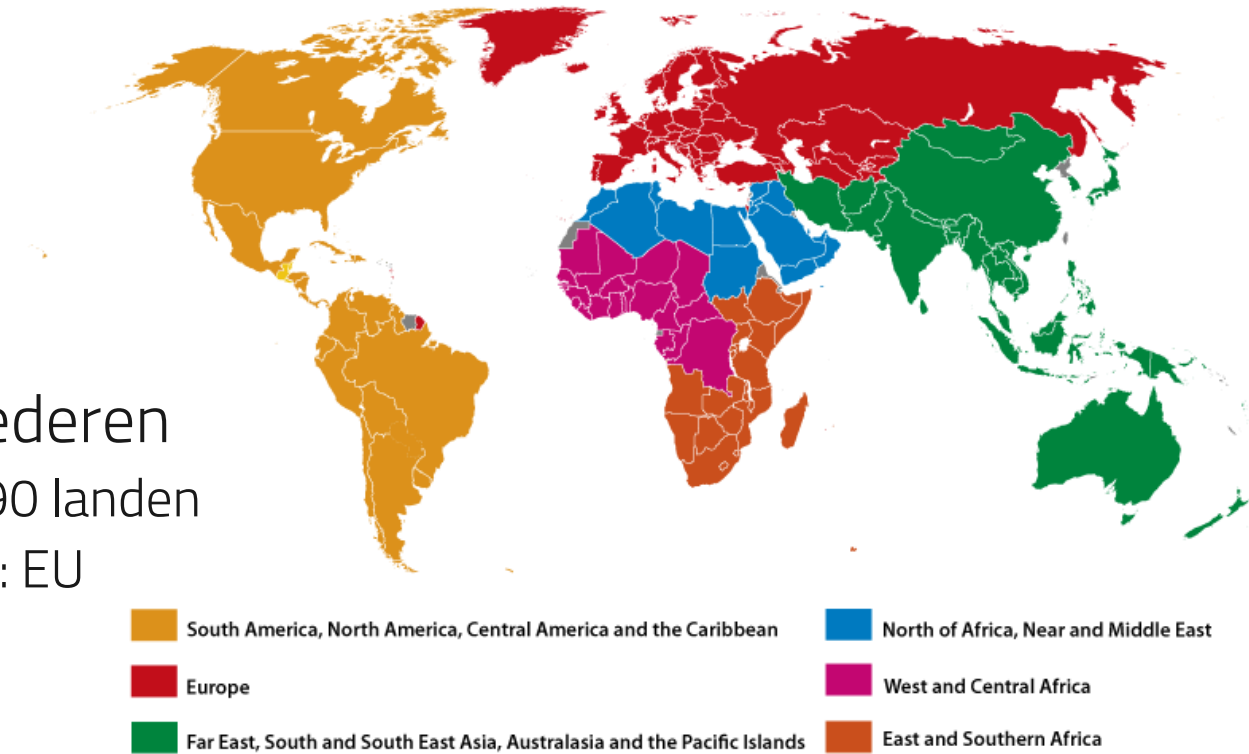 ederen
90 landen
: EU
South America, North America, Central America and the Caribbean
North of Africa, Near and Middle East
Europe
West and Central Africa
Far East, South and South East Asia, Australasia and the Pacific Islands
East and Southern Africa